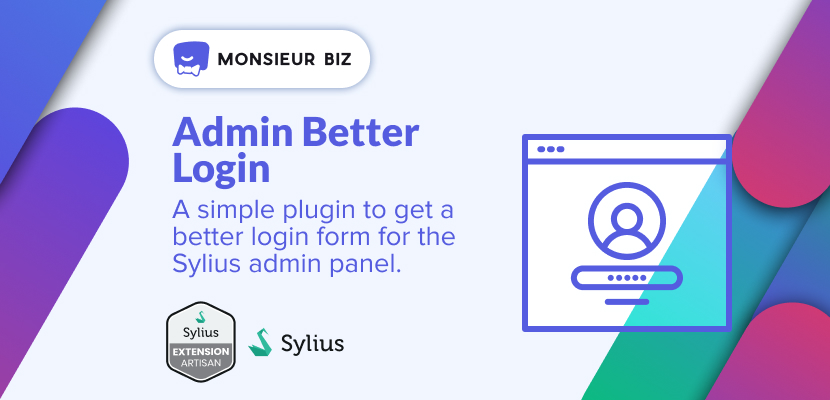 MONSIEUR BIZ
Admin Better
Login
A simple plugin to get a
better login form for the
Sylius admin panel.
Sylius
EXTENSION
ARTISAN
Sylius